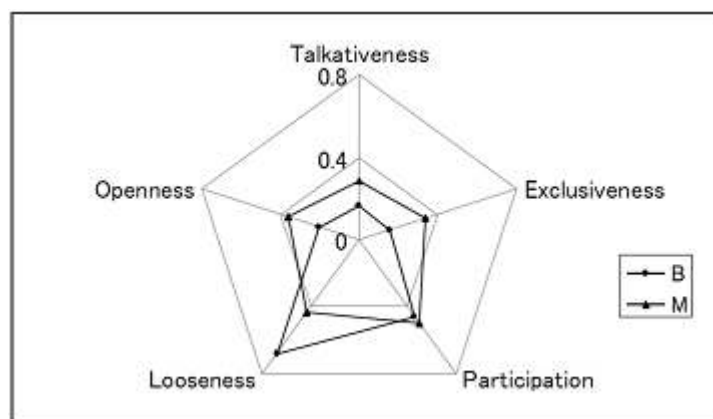 Talkativeness
0.8
0.4
0
Openness
Exclusiveness
Looseness
Participation
B
M